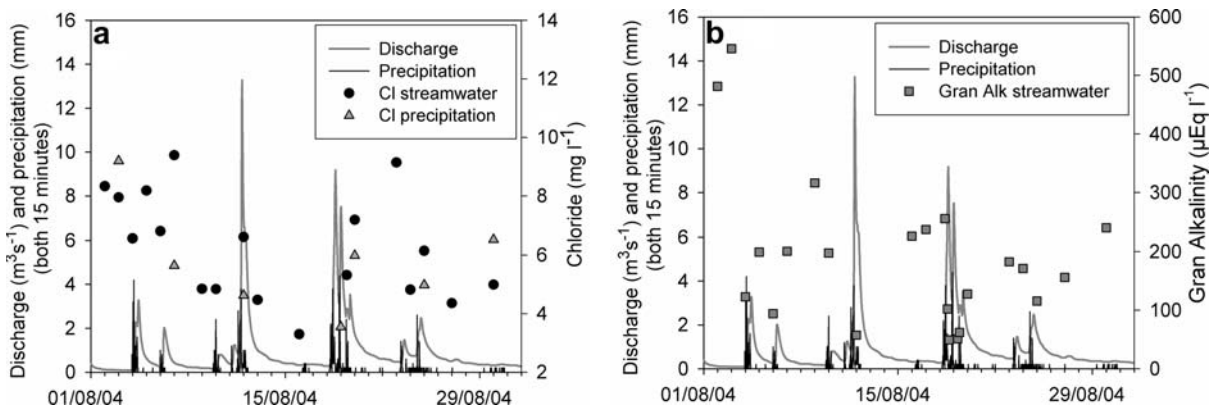 a
Discharge (m³s⁻¹) and precipitation (mm)
(both 15 minutes)
16
14
12
10
8
6
4
2
0
Discharge
Precipitation
Cl streamwater
Cl precipitation
14
12
10
8
6
4
2
Chloride (mg l⁻¹)
01/08/04
15/08/04
29/08/04
b
Discharge (m³s⁻¹) and precipitation (mm)
(both 15 minutes)
16
14
12
10
8
6
4
2
0
Discharge
Precipitation
Gran Alk streamwater
600
500
400
300
200
100
0
Gran Alkalinity (µEq l⁻¹)
01/08/04
15/08/04
29/08/04